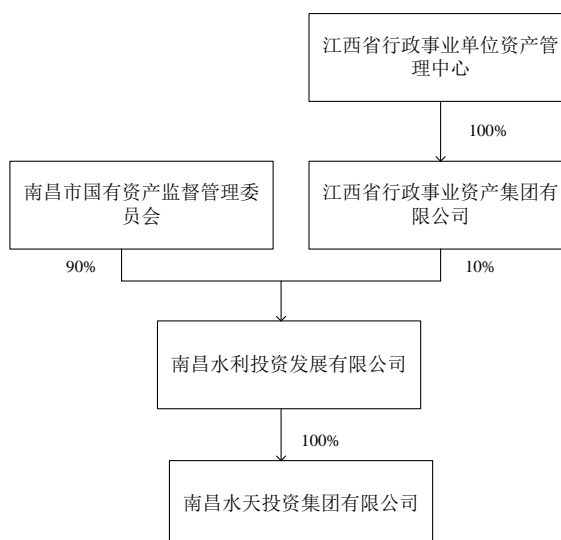 江西省行政事业单位资产管
理中心
100%
南昌市国有资产监督管理委
员会
江西省行政事业资产集团有
限公司
90%
10%
南昌水利投资发展有限公司
100%
南昌水天投资集团有限公司